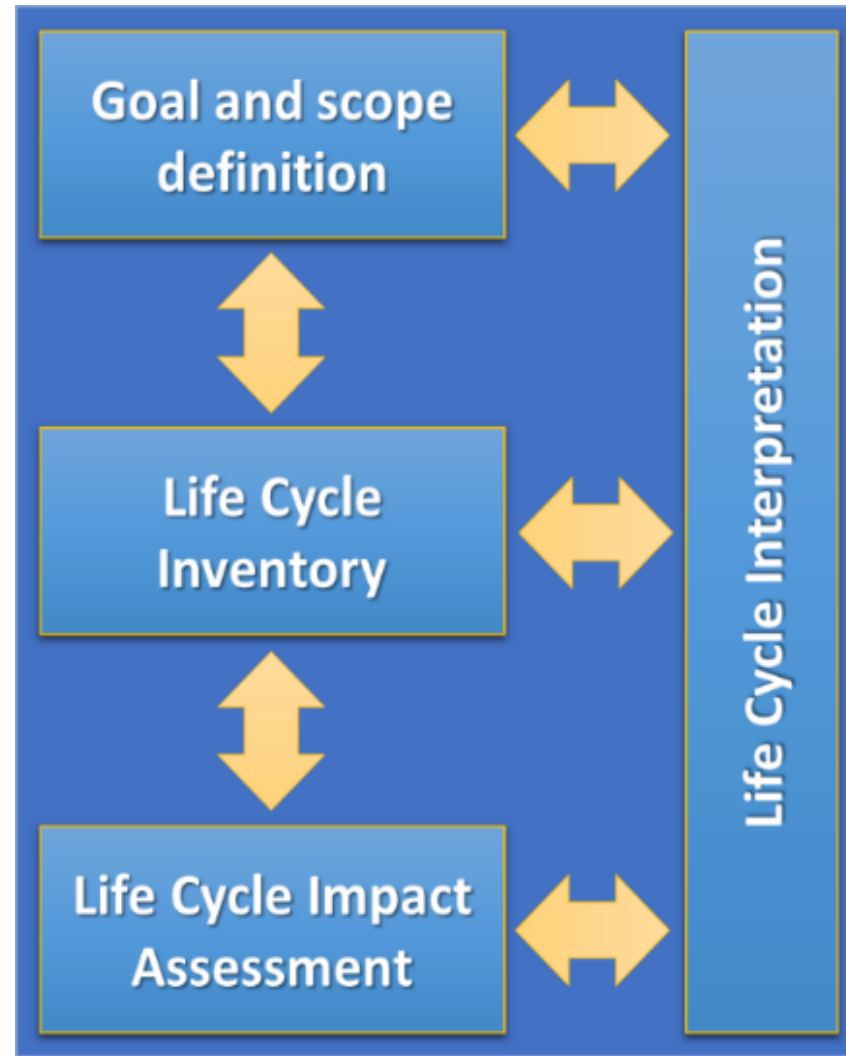 Goal and scope
definition
Life Cycle
Inventory
Life Cycle Impact
Assessment
Life Cycle Interpretation